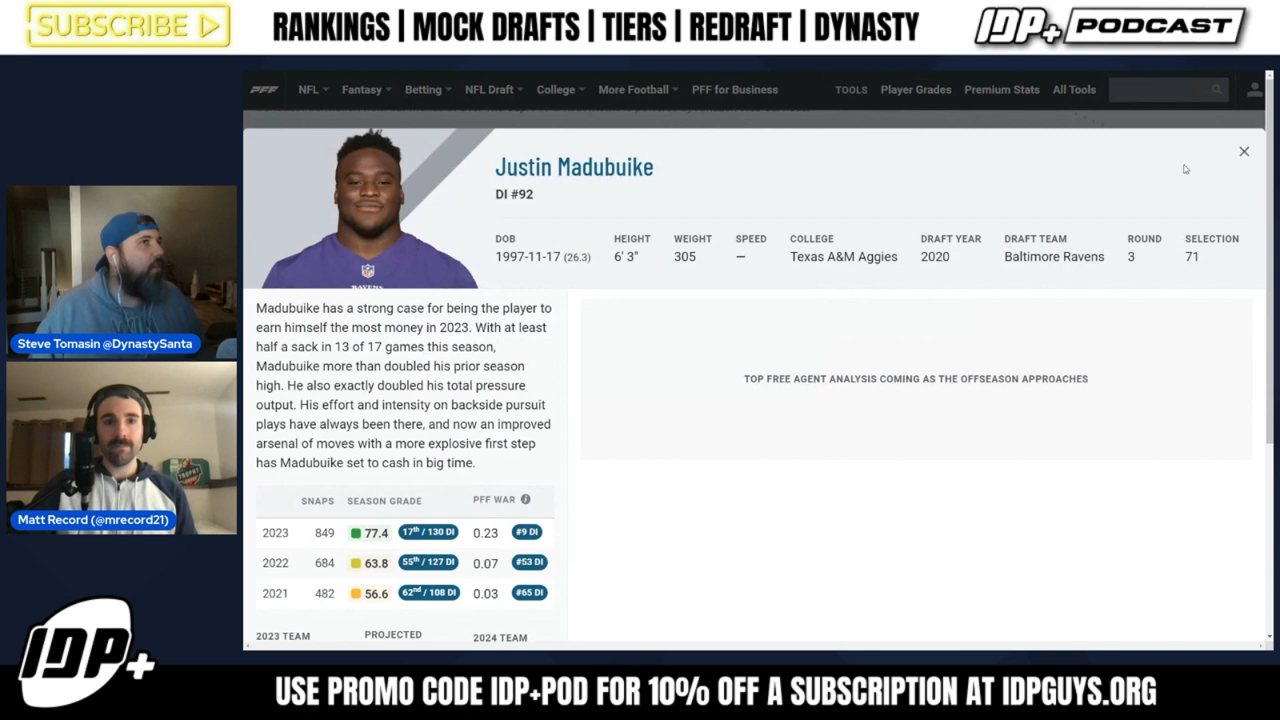 SUBSCRIBE
RANKINGS | MOCK DRAFTS | TIERS | REDRAFT | DYNASTY
IDP+ PODCAST
PFF NFL Fantasy Betting NFL Draft College More Football PFF for Business TOOLS Player Grades Premium Stats All Tools
Justin Madubuike
DI #92
DOB HEIGHT WEIGHT SPEED COLLEGE DRAFT YEAR DRAFT TEAM ROUND SELECTION
1997-11-17 (26.3) 6' 3" 305 — Texas A&M Aggies 2020 Baltimore Ravens 3 71
Madubuike has a strong case for being the player to
earn himself the most money in 2023. With at least
half a sack in 13 of 17 games this season,
Madubuike more than doubled his prior season
high. He also exactly doubled his total pressure
output. His effort and intensity on backside pursuit
plays have always been there, and now an improved
arsenal of moves with a more explosive first step
has Madubuike set to cash in big time.
TOP FREE AGENT ANALYSIS COMING AS THE OFFSEASON APPROACHES
SNAPS SEASON GRADE PFF WAR
2023 849 77.4 17th / 130 DI 0.23 #9 DI
2022 684 63.8 55th / 127 DI 0.07 #53 DI
2021 482 56.6 62nd / 108 DI 0.03 #65 DI
2023 TEAM PROJECTED 2024 TEAM
Steve Tomasin @DynastySanta
Matt Record (@mrecord21)
IDP+
USE PROMO CODE IDP+POD FOR 10% OFF A SUBSCRIPTION AT IDPGUYS.ORG